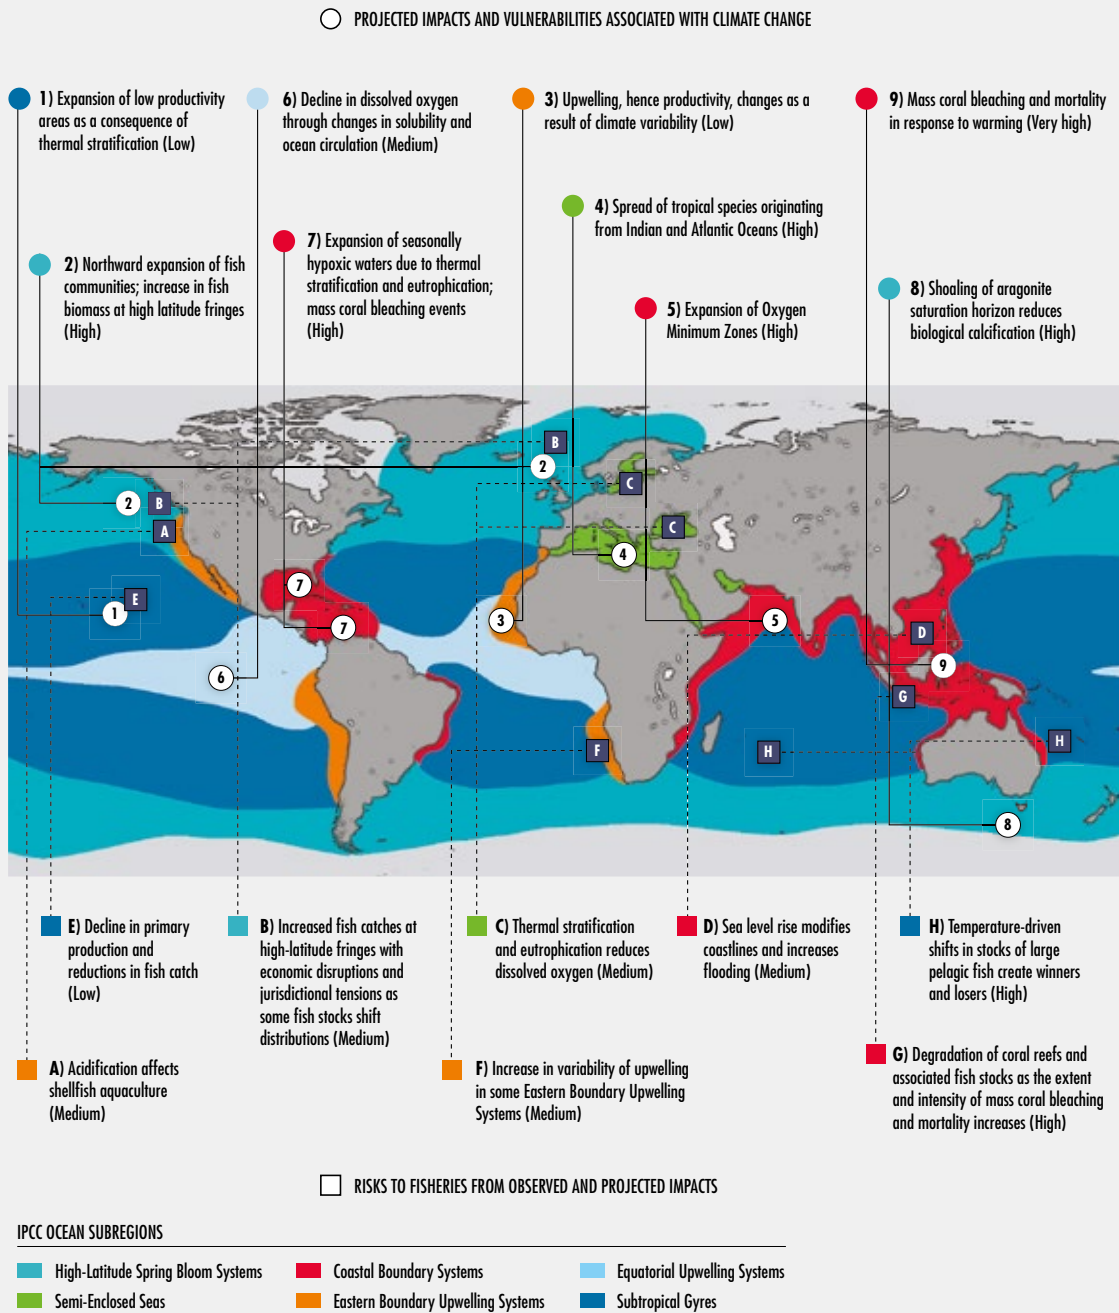 PROJECTED IMPACTS AND VULNERABILITIES ASSOCIATED WITH CLIMATE CHANGE
1) Expansion of low productivity
areas as a consequence of
thermal stratification (Low)
6) Decline in dissolved oxygen
through changes in solubility and
ocean circulation (Medium)
3) Upwelling, hence productivity, changes as a
result of climate variability (Low)
9) Mass coral bleaching and mortality
in response to warming (Very high)
4) Spread of tropical species originating
from Indian and Atlantic Oceans (High)
7) Expansion of seasonally
hypoxic waters due to thermal
stratification and eutrophication;
mass coral bleaching events
(High)
2) Northward expansion of fish
communities; increase in fish
biomass at high latitude fringes
(High)
8) Shoaling of aragonite
saturation horizon reduces
biological calcification (High)
5) Expansion of Oxygen
Minimum Zones (High)
B
2
C
2
B
A
C
4
7
E
1
3
5
7
D
9
6
G
F
H
H
8
E) Decline in primary
production and
reductions in fish catch
(Low)
B) Increased fish catches at
high-latitude fringes with
economic disruptions and
jurisdictional tensions as
some fish stocks shift
distributions (Medium)
C) Thermal stratification
and eutrophication reduces
dissolved oxygen (Medium)
D) Sea level rise modifies
coastlines and increases
flooding (Medium)
H) Temperature-driven
shifts in stocks of large
pelagic fish create winners
and losers (High)
A) Acidification affects
shellfish aquaculture
(Medium)
F) Increase in variability of upwelling
in some Eastern Boundary Upwelling
Systems (Medium)
G) Degradation of coral reefs and
associated fish stocks as the extent
and intensity of mass coral bleaching
and mortality increases (High)
RISKS TO FISHERIES FROM OBSERVED AND PROJECTED IMPACTS
IPCC OCEAN SUBREGIONS
High-Latitude Spring Bloom Systems
Coastal Boundary Systems
Equatorial Upwelling Systems
Semi-Enclosed Seas
Eastern Boundary Upwelling Systems
Subtropical Gyres